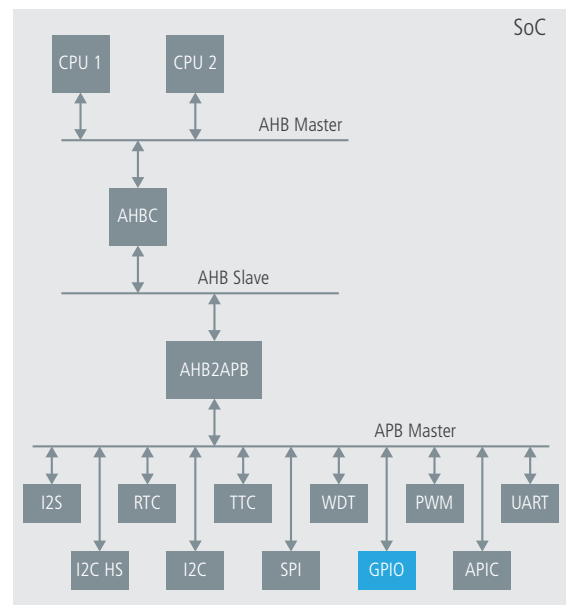 SoC
CPU 1 CPU 2
AHB Master
AHBC
AHB Slave
AHB2APB
APB Master
I2S RTC TTC WDT PWM UART
I2C HS I2C SPI GPIO APIC